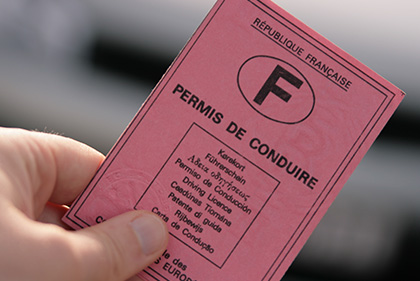 RÉPUBLIQUE FRANÇAISE
F
PERMIS DE CONDUIRE
Kørekort
Führerschein
Άδεια οδηγήσεως
Permiso de Conducción
Driving Licence
Ceadúnas Tiomána
Patente di guida
Rijbewijs
Carta de Condução